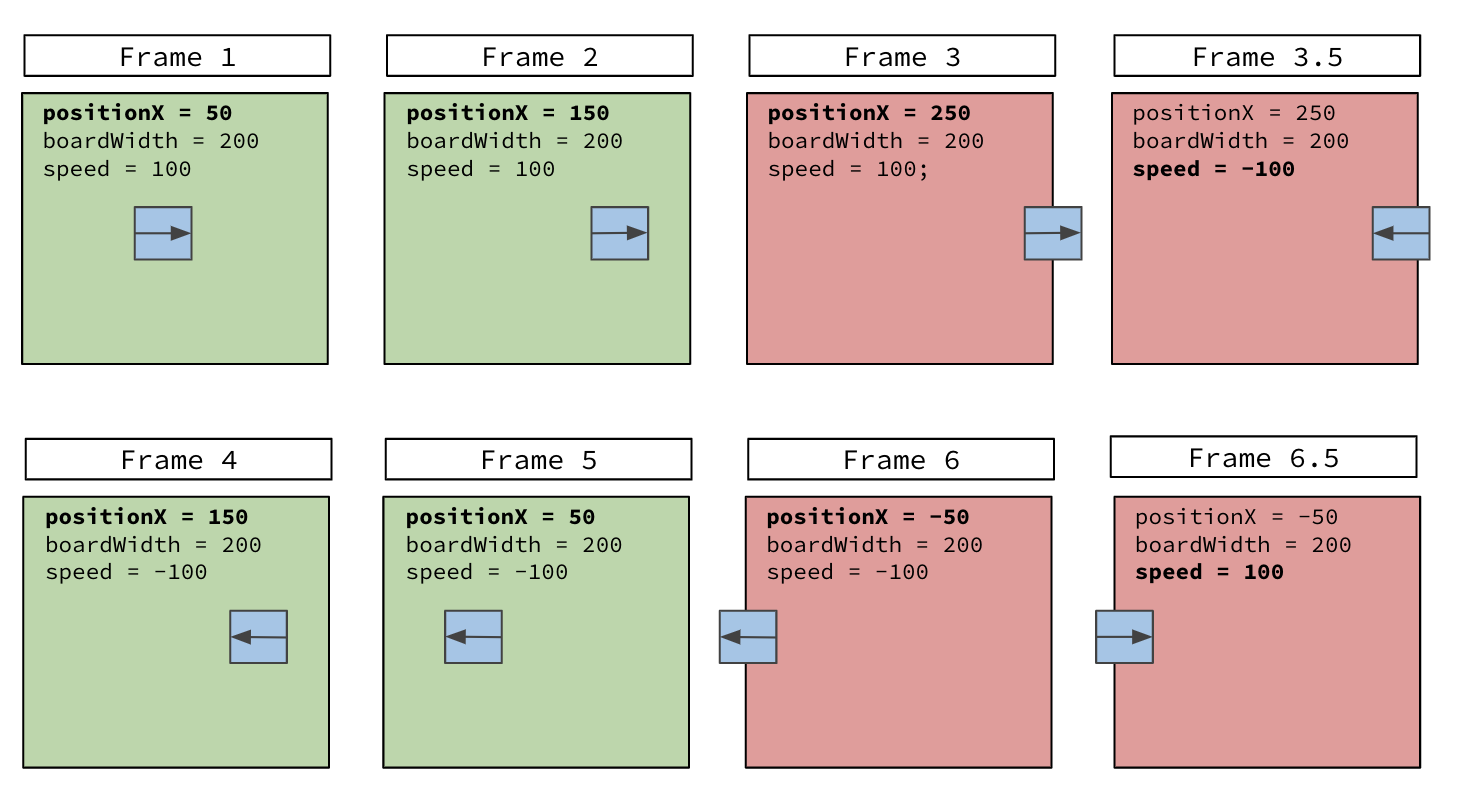 Frame 1
positionX = 50
boardWidth = 200
speed = 100
Frame 2
positionX = 150
boardWidth = 200
speed = 100
Frame 3
positionX = 250
boardWidth = 200
speed = 100;
Frame 3.5
positionX = 250
boardWidth = 200
speed = -100
Frame 4
positionX = 150
boardWidth = 200
speed = -100
Frame 5
positionX = 50
boardWidth = 200
speed = -100
Frame 6
positionX = -50
boardWidth = 200
speed = -100
Frame 6.5
positionX = -50
boardWidth = 200
speed = 100